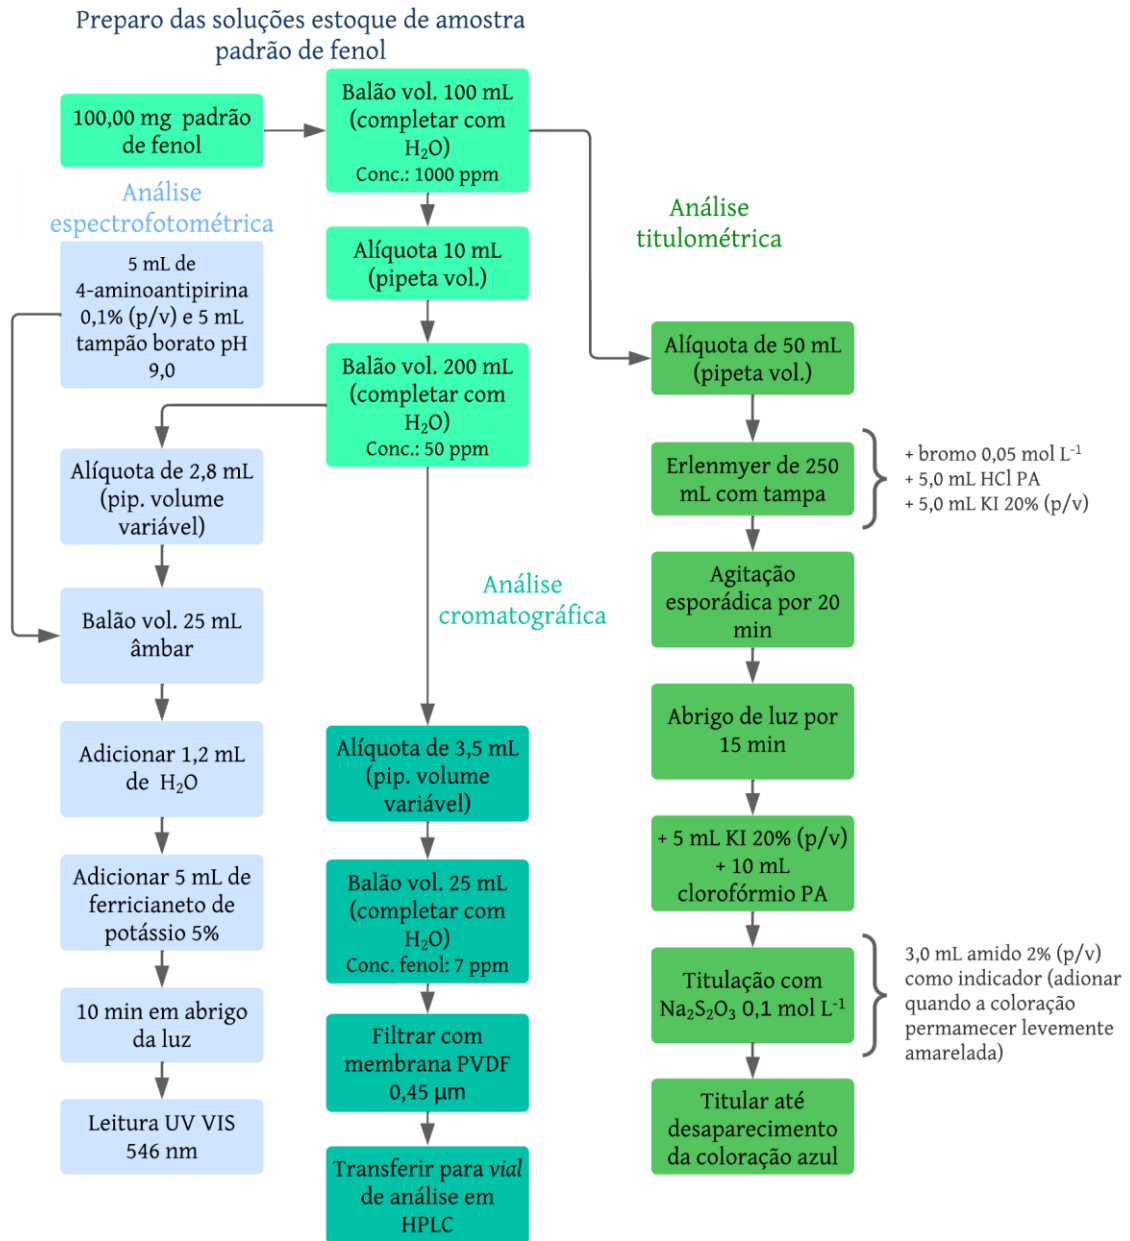 Preparo das soluções estoque de amostra
padrão de fenol
100,00 mg padrão
de fenol
Balão vol. 100 mL
(completar com
H₂O)
Conc.: 1000 ppm
Análise
espectrofotométrica
5 mL de
4-aminoantipirina
0,1% (p/v) e 5 mL
tampão borato pH
9,0
Alíquota 10 mL
(pipeta vol.)
Balão vol. 200 mL
(completar com
H₂O)
Conc.: 50 ppm
Alíquota de 2,8 mL
(pip. volume
variável)
Balão vol. 25 mL
âmbar
Adicionar 1,2 mL
de H₂O
Adicionar 5 mL de
ferricianeto de
potássio 5%
10 min em abrigo
da luz
Leitura UV VIS
546 nm
Análise
cromatográfica
Alíquota de 3,5 mL
(pip. volume
variável)
Balão vol. 25 mL
(completar com
H₂O)
Conc. fenol: 7 ppm
Filtrar com
membrana PVDF
0,45 µm
Transferir para vial
de análise em
HPLC
Análise
titulométrica
Alíquota de 50 mL
(pipeta vol.)
Erlenmyer de 250
mL com tampa
+ bromo 0,05 mol L⁻¹
+ 5,0 mL HCl PA
+ 5,0 mL KI 20% (p/v)
Agitação
esporádica por 20
min
Abrigo de luz por
15 min
+ 5 mL KI 20% (p/v)
+ 10 mL
clorofórmio PA
Titulação com
Na₂S₂O₃ 0,1 mol L⁻¹
3,0 mL amido 2% (p/v)
como indicador (adionar
quando a coloração
permamecer levemente
amarelada)
Titular até
desaparecimento
da coloração azul